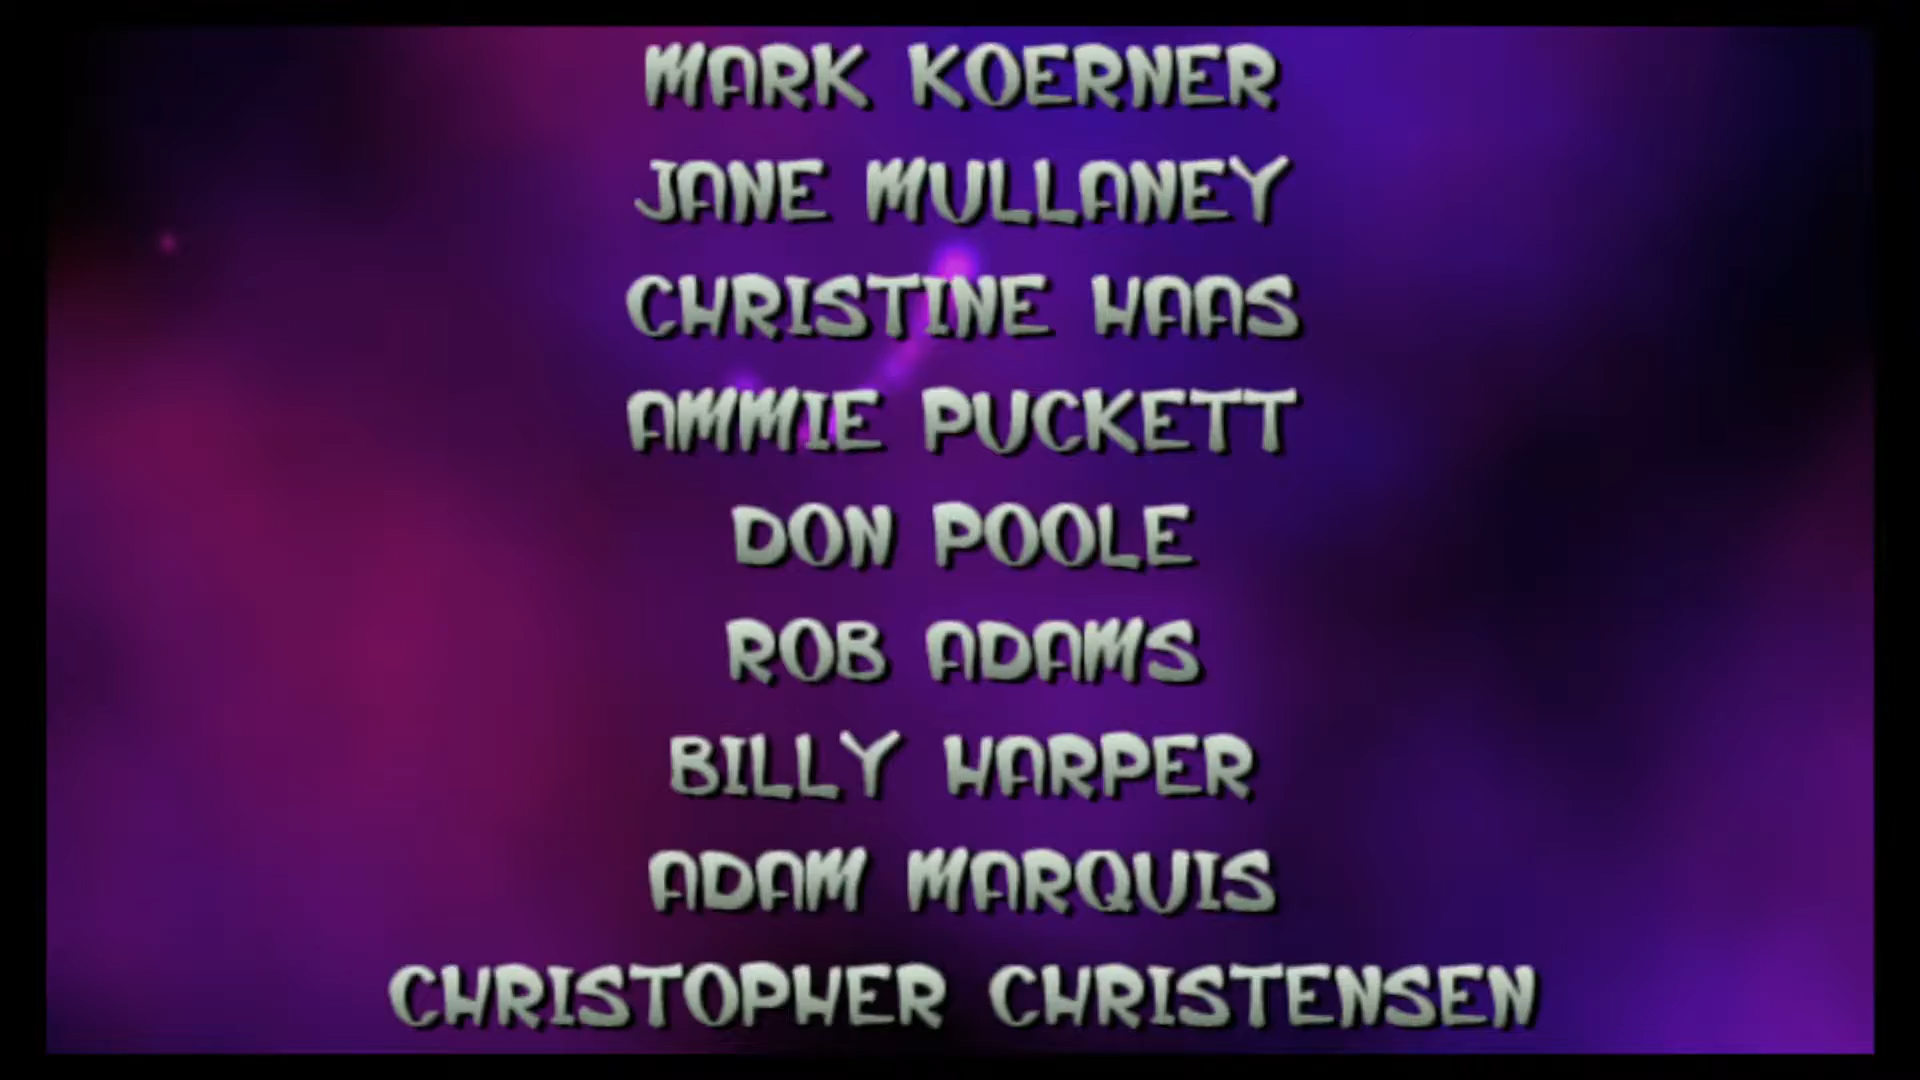 MARK KOERNER
JANE MULLANEY
CHRISTINE HAAS
AMMIE PUCKETT
DON POOLE
ROB ADAMS
BILLY HARPER
ADAM MARQUIS
CHRISTOPHER CHRISTENSEN